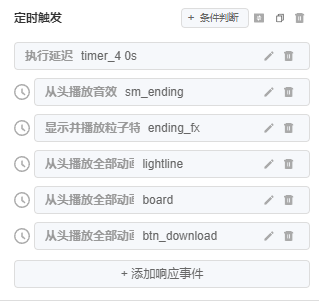 定时触发
+ 条件判断
执行延迟 timer_4 0s
从头播放音效 sm_ending
显示并播放粒子特 ending_fx
从头播放全部动画 lightline
从头播放全部动画 board
从头播放全部动画 btn_download
+ 添加响应事件